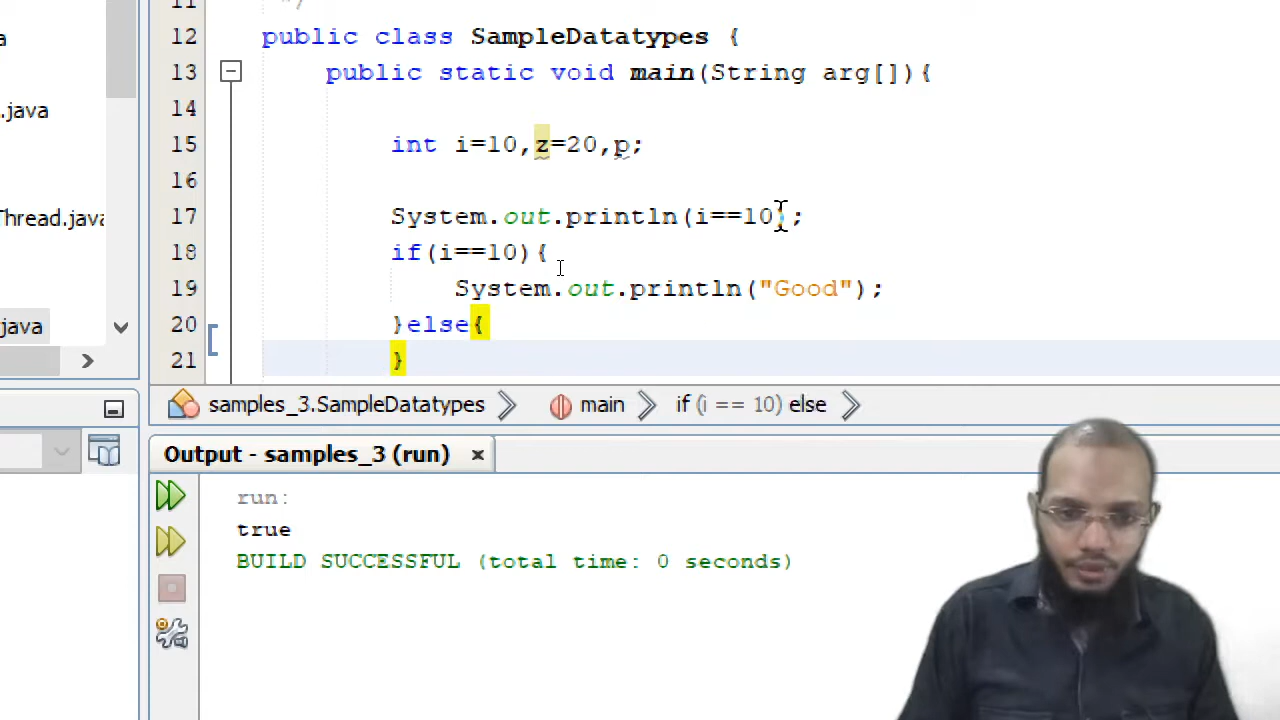 11 */
12 public class SampleDatatypes {
13 public static void main(String arg[]){
.java
14
15 int i=10,z=20,p;
16
Thread.java
17 System.out.println(i==10);
18 if(i==10){
19 System.out.println("Good");
java
20 }else{
21 }
samples_3.SampleDatatypes main if (i == 10) else
Output - samples_3 (run) ×
run:
true
BUILD SUCCESSFUL (total time: 0 seconds)